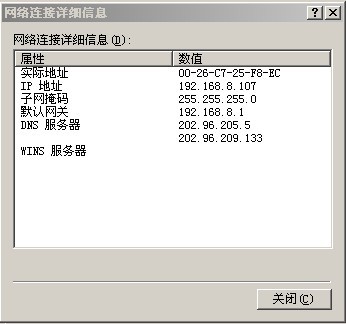 网络连接详细信息
网络连接详细信息(D):
属性 数值
实际地址 00-26-C7-25-F8-EC
IP 地址 192.168.8.107
子网掩码 255.255.255.0
默认网关 192.168.8.1
DNS 服务器 202.96.205.5
202.96.209.133
WINS 服务器
关闭(C)